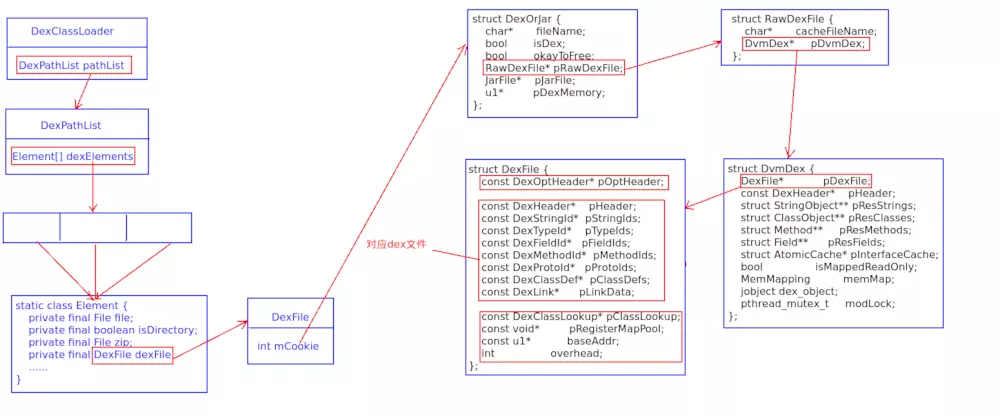 DexClassLoader
DexPathList pathList
DexPathList
Element[] dexElements
static class Element {
private final File file;
private final boolean isDirectory;
private final File zip;
private final DexFile dexFile;
......
}
DexFile
int mCookie
struct DexOrJar {
char* fileName;
bool isDex;
bool okayToFree;
RawDexFile* pRawDexFile;
JarFile* pJarFile;
u1* pDexMemory;
};
struct RawDexFile {
char* cacheFileName;
DvmDex* pDvmDex;
};
struct DvmDex {
DexFile* pDexFile;
const DexHeader* pHeader;
struct StringObject** pResStrings;
struct ClassObject** pResClasses;
struct Method** pResMethods;
struct Field** pResFields;
struct AtomicCache* pInterfaceCache;
bool isMappedReadOnly;
MemMapping memMap;
jobject dex_object;
pthread_mutex_t modLock;
};
struct DexFile {
const DexOptHeader* pOptHeader;
const DexHeader* pHeader;
const DexStringId* pStringIds;
const DexTypeId* pTypeIds;
const DexFieldId* pFieldIds;
const DexMethodId* pMethodIds;
const DexProtoId* pProtoIds;
const DexClassDef* pClassDefs;
const DexLink* pLinkData;
const DexClassLookup* pClassLookup;
const void* pRegisterMapPool;
const u1* baseAddr;
int overhead;
};
对应dex文件